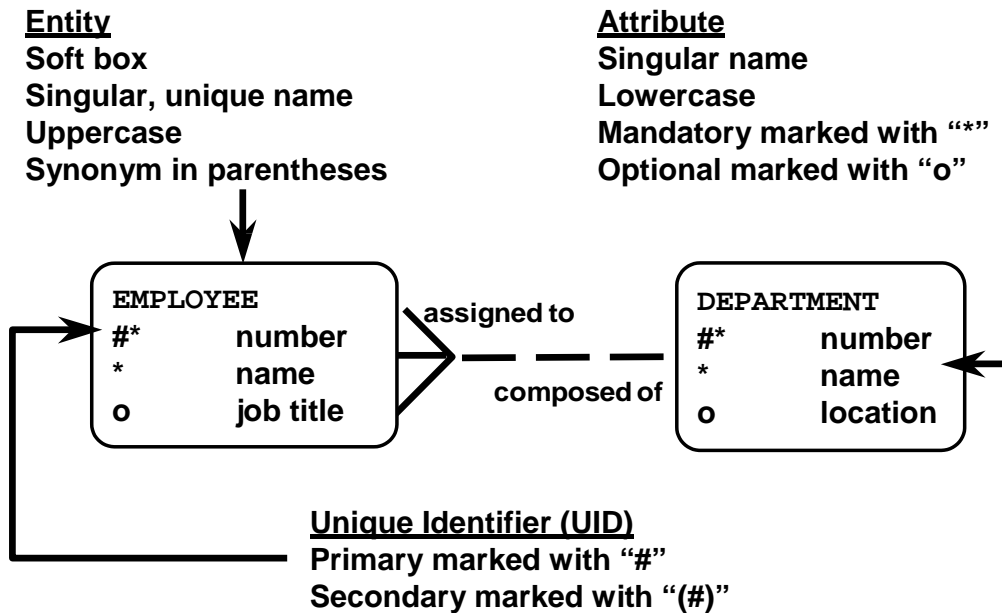 Entity
Soft box
Singular, unique name
Uppercase
Synonym in parentheses
Attribute
Singular name
Lowercase
Mandatory marked with “*”
Optional marked with “o”
EMPLOYEE
#* number
* name
o job title
assigned to
composed of
DEPARTMENT
#* number
* name
o location
Unique Identifier (UID)
Primary marked with “#”
Secondary marked with “(#)”